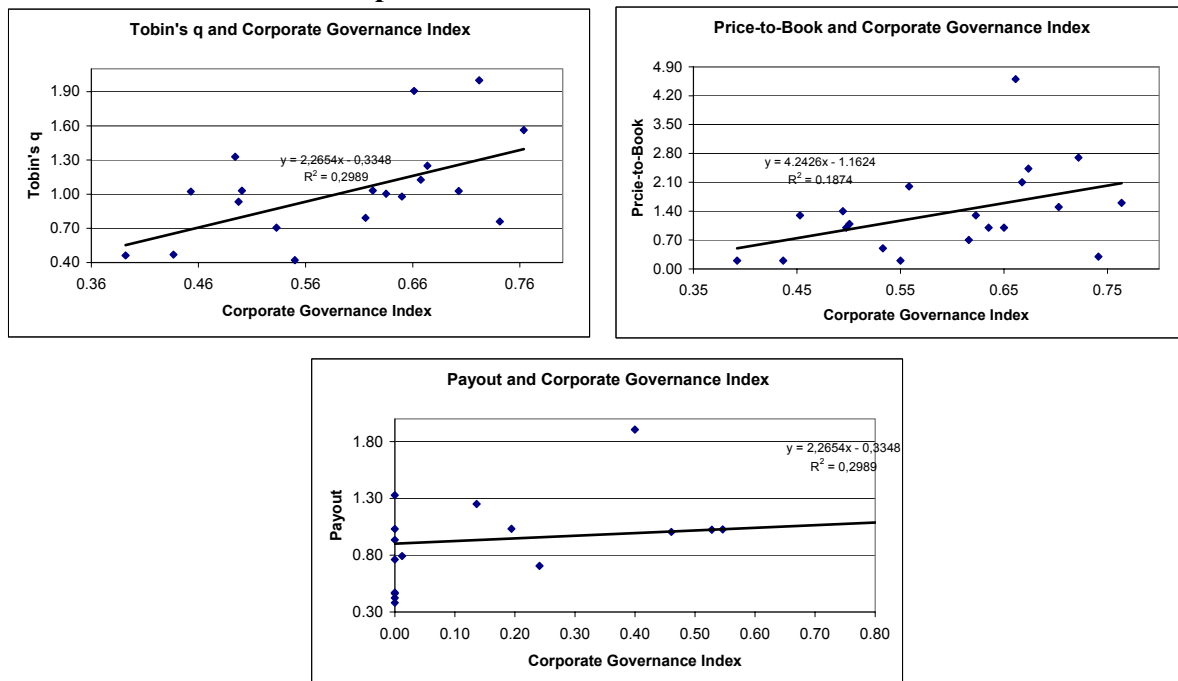 Tobin's q and Corporate Governance Index
Tobin's q
1.90
1.60
1.30
1.00
0.70
0.40
y = 2,2654x - 0,3348
R² = 0,2989
0.36 0.46 0.56 0.66 0.76
Corporate Governance Index
Price-to-Book and Corporate Governance Index
Prcie-to-Book
4.90
4.20
3.50
2.80
2.10
1.40
0.70
0.00
y = 4.2426x - 1.1624
R² = 0.1874
0.35 0.45 0.55 0.65 0.75
Corporate Governance Index
Payout and Corporate Governance Index
Payout
1.80
1.30
0.80
0.30
y = 2,2654x - 0,3348
R² = 0,2989
0.00 0.10 0.20 0.30 0.40 0.50 0.60 0.70 0.80
Corporate Governance Index